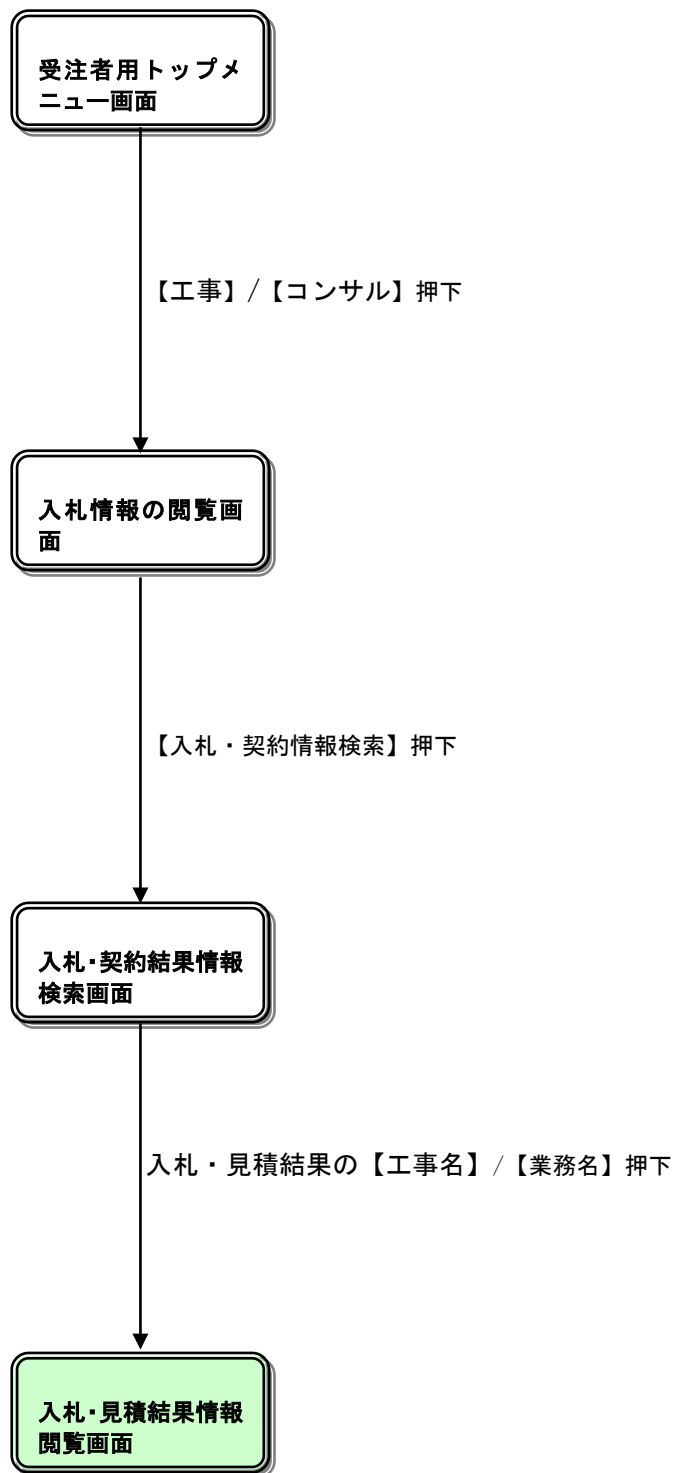 受注者用トップメ
ニュー画面
【工事】/【コンサル】押下
入札情報の閲覧画
面
【入札・契約情報検索】押下
入札・契約結果情報
検索画面
入札・見積結果の【工事名】/【業務名】押下
入札・見積結果情報
閲覧画面